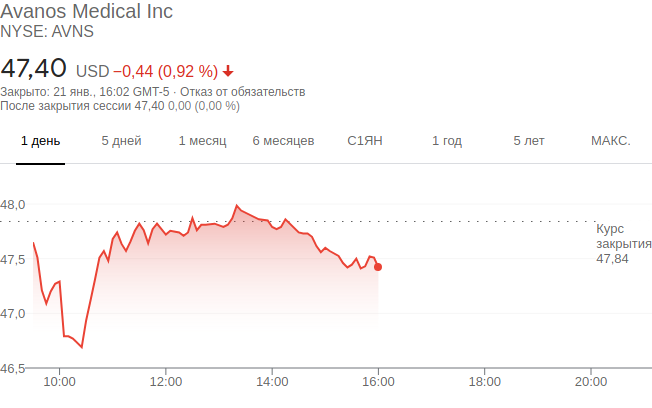 Avanos Medical Inc
NYSE: AVNS
47,40 USD −0,44 (0,92 %)
Закрыто: 21 янв., 16:02 GMT-5 · Отказ от обязательств
После закрытия сессии 47,40 0,00 (0,00 %)
1 день 5 дней 1 месяц 6 месяцев С1ЯН 1 год 5 лет МАКС.
48,0
Курс
закрытия
47,84
47,5
47,0
46,5
10:00 12:00 14:00 16:00 18:00 20:00